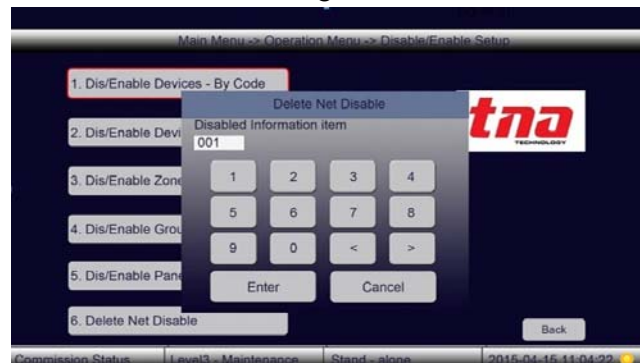 Main Menu -> Operation Menu -> Disable/Enable Setup
1. Dis/Enable Devices - By Code
Delete Net Disable
tna
TECHNOLOGY
2. Dis/Enable Devi
Disabled Information item
001
3. Dis/Enable Zone
1 2 3 4
5 6 7 8
4. Dis/Enable Grou
9 0 < >
5. Dis/Enable Pane
Enter Cancel
6. Delete Net Disable
Back
Commission Status Level3 - Maintenance Stand - alone 2015-04-15 11:04:22